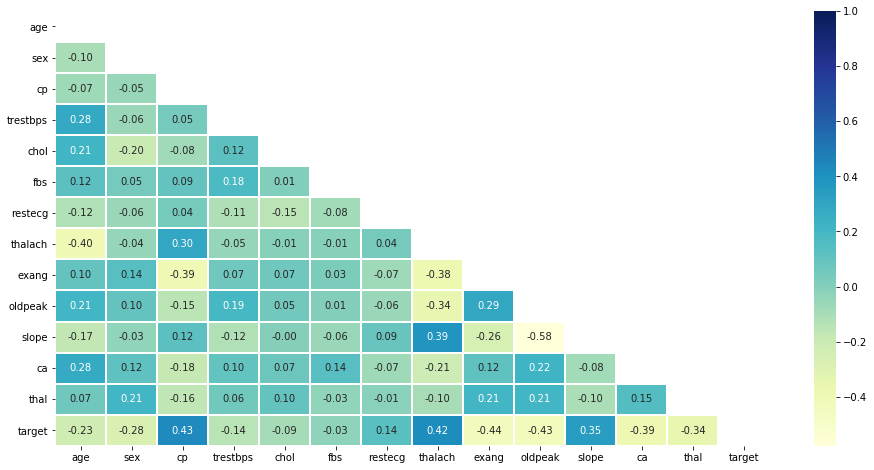 age
sex -0.10
cp -0.07 -0.05
trestbps 0.28 -0.06 0.05
chol 0.21 -0.20 -0.08 0.12
fbs 0.12 0.05 0.09 0.18 0.01
restecg -0.12 -0.06 0.04 -0.11 -0.15 -0.08
thalach -0.40 -0.04 0.30 -0.05 -0.01 -0.01 0.04
exang 0.10 0.14 -0.39 0.07 0.07 0.03 -0.07 -0.38
oldpeak 0.21 0.10 -0.15 0.19 0.05 0.01 -0.06 -0.34 0.29
slope -0.17 -0.03 0.12 -0.12 -0.00 -0.06 0.09 0.39 -0.26 -0.58
ca 0.28 0.12 -0.18 0.10 0.07 0.14 -0.07 -0.21 0.12 0.22 -0.08
thal 0.07 0.21 -0.16 0.06 0.10 -0.03 -0.01 -0.10 0.21 0.21 -0.10 0.15
target -0.23 -0.28 0.43 -0.14 -0.09 -0.03 0.14 0.42 -0.44 -0.43 0.35 -0.39 -0.34
age sex cp trestbps chol fbs restecg thalach exang oldpeak slope ca thal target
1.0
0.8
0.6
0.4
0.2
0.0
−0.2
−0.4